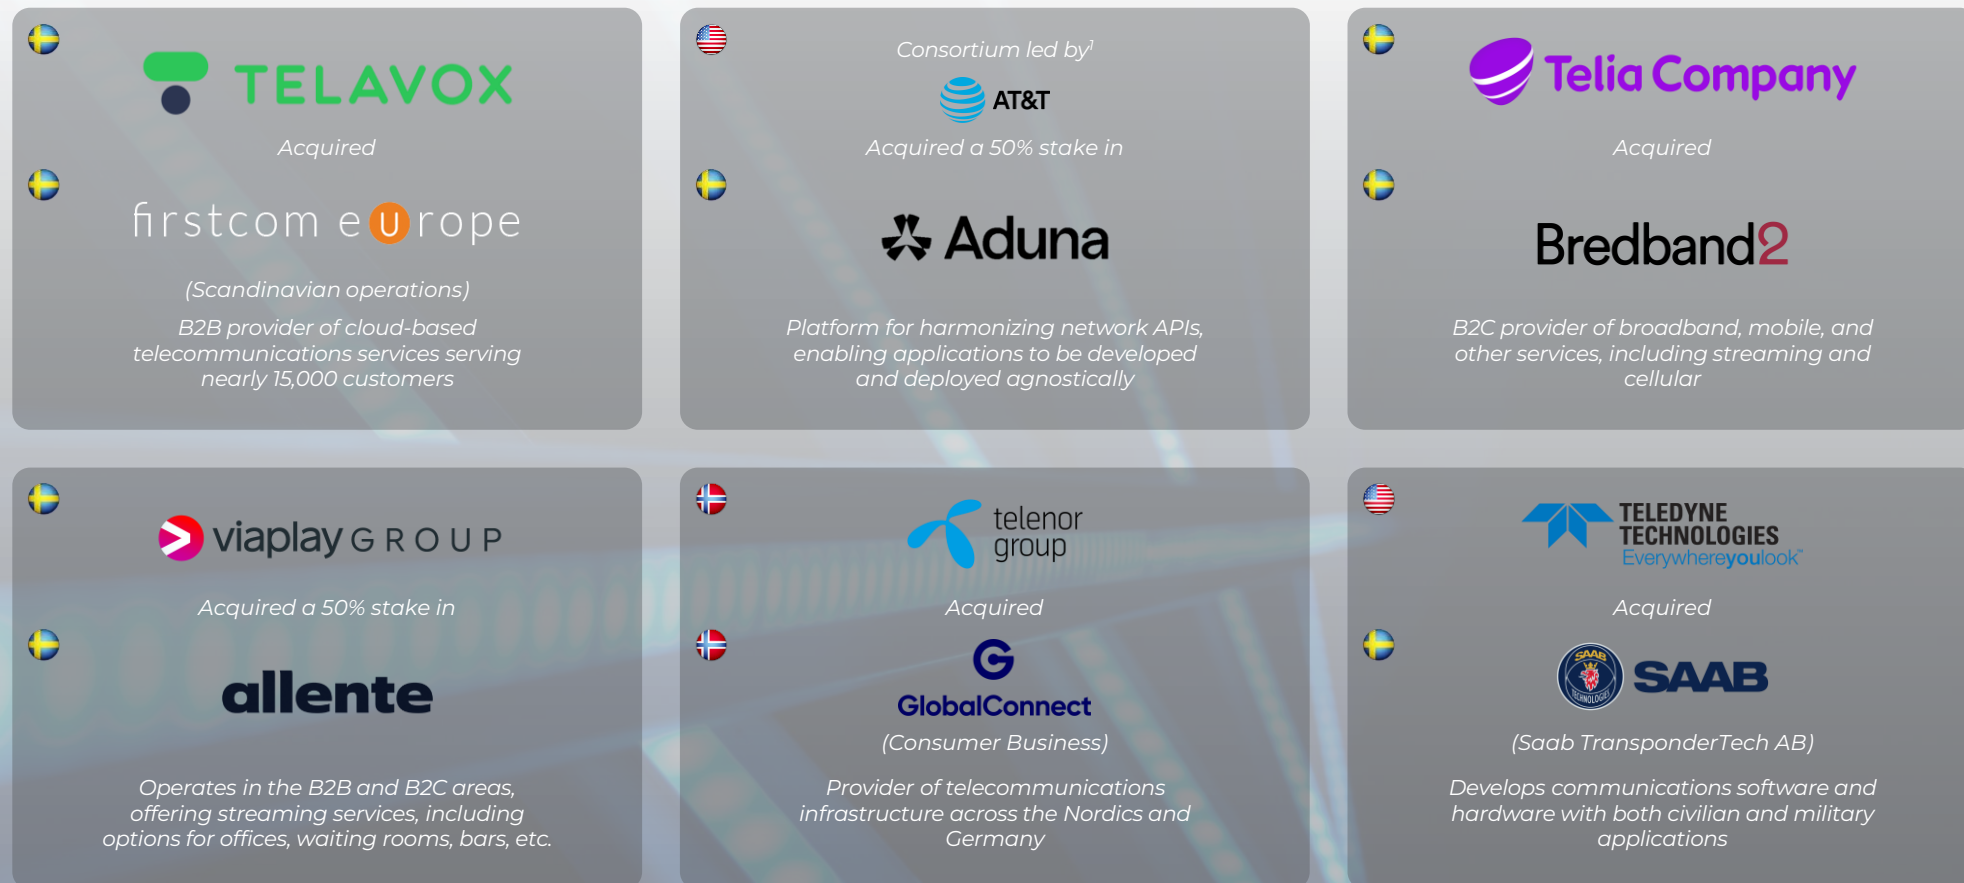 TELAVOX
Acquired
firstcom europe
(Scandinavian operations)
B2B provider of cloud-based
telecommunications services serving
nearly 15,000 customers
Consortium led by¹
AT&T
Acquired a 50% stake in
Aduna
Platform for harmonizing network APIs,
enabling applications to be developed
and deployed agnostically
Telia Company
Acquired
Bredband2
B2C provider of broadband, mobile, and
other services, including streaming and
cellular
viaplay GROUP
Acquired a 50% stake in
allente
Operates in the B2B and B2C areas,
offering streaming services, including
options for offices, waiting rooms, bars, etc.
telenor
group
Acquired
GlobalConnect
(Consumer Business)
Provider of telecommunications
infrastructure across the Nordics and
Germany
TELEDYNE
TECHNOLOGIES
Everywhereyoulook™
Acquired
SAAB
TECHNOLOGIES
SAAB
(Saab TransponderTech AB)
Develops communications software and
hardware with both civilian and military
applications